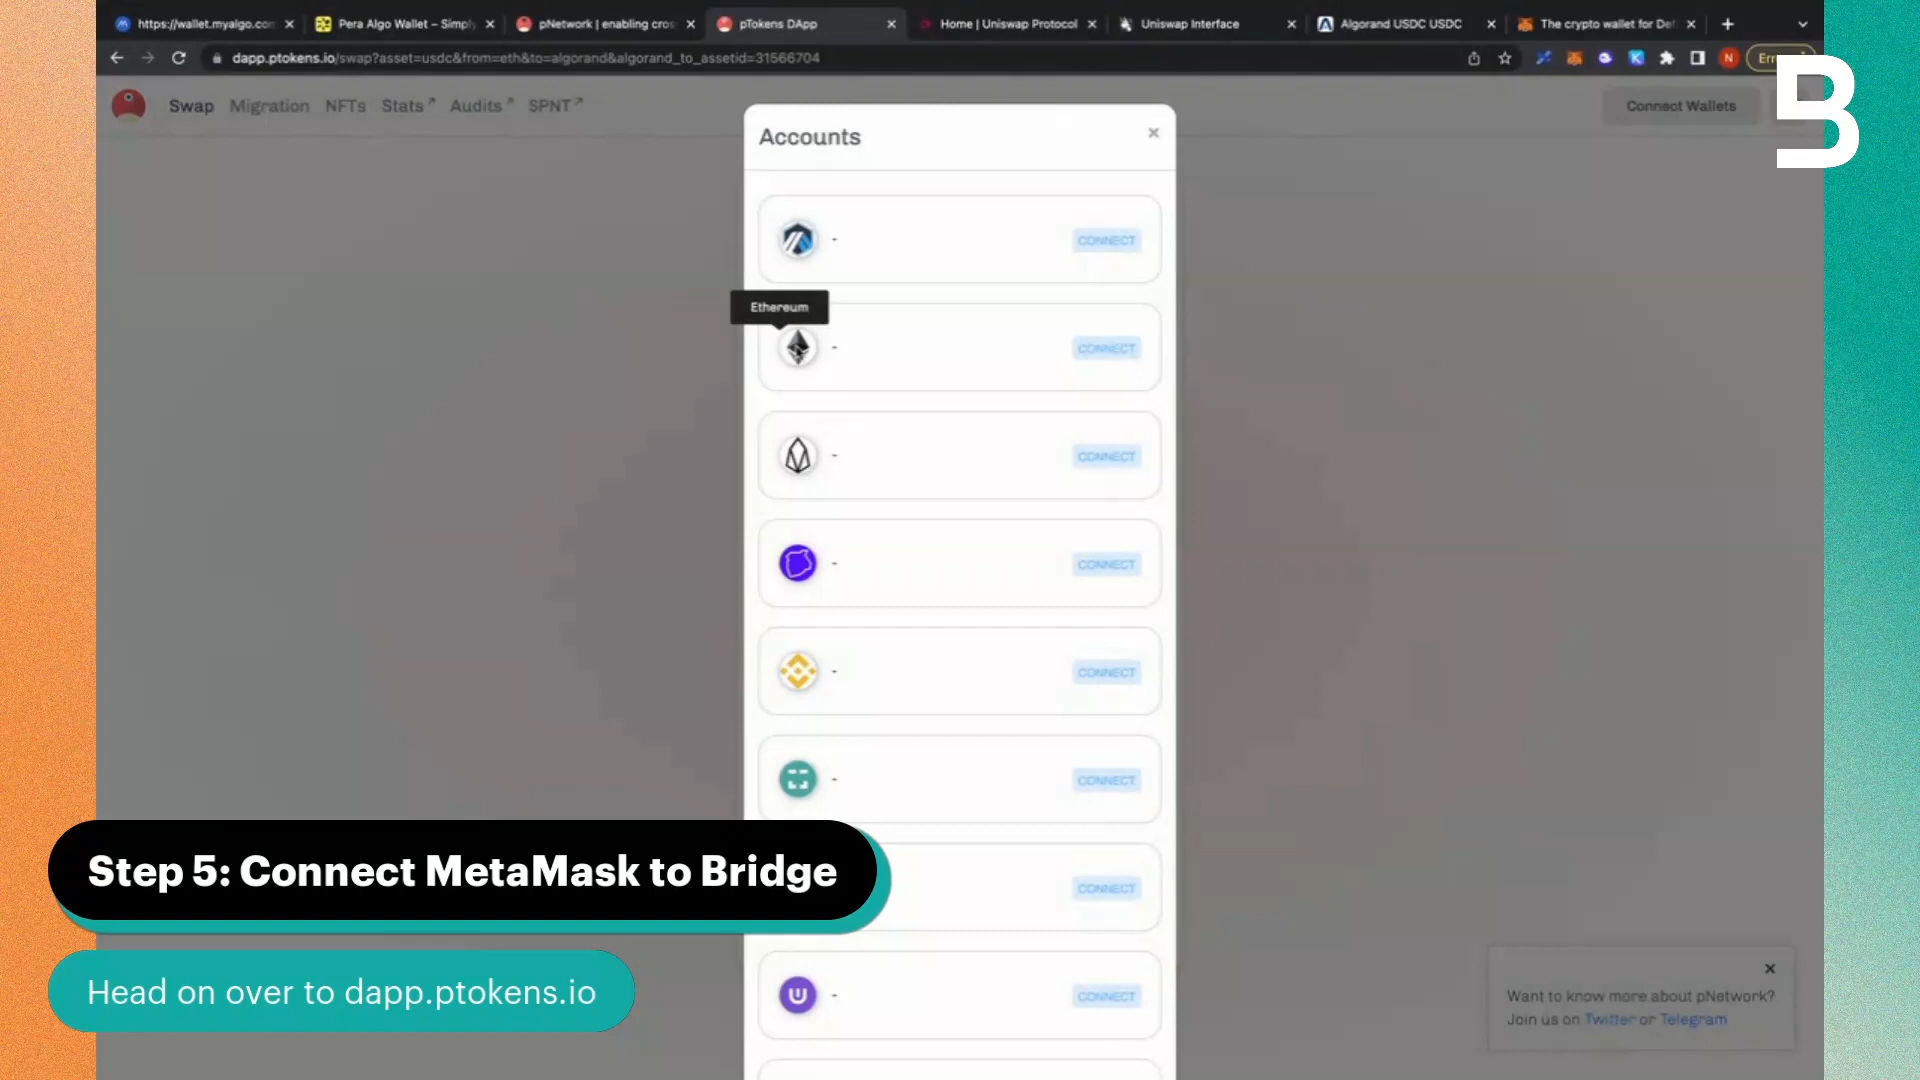 https://wallet.myalgo.con
Pera Algo Wallet – Simply
pNetwork | enabling cros
pTokens DApp
Home | Uniswap Protocol
Uniswap Interface
Algorand USDC USDC
The crypto wallet for Def
dapp.ptokens.io/swap?asset=usdc&from=eth&to=algorand&algorand_to_assetid=31566704
N
Swap
Migration
NFTs
Stats
Audits
SPNT
Connect Wallets
Accounts
- CONNECT
Ethereum
- CONNECT
- CONNECT
- CONNECT
- CONNECT
- CONNECT
CONNECT
- CONNECT
Step 5: Connect MetaMask to Bridge
Head on over to dapp.ptokens.io
Want to know more about pNetwork?
Join us on Twitter or Telegram